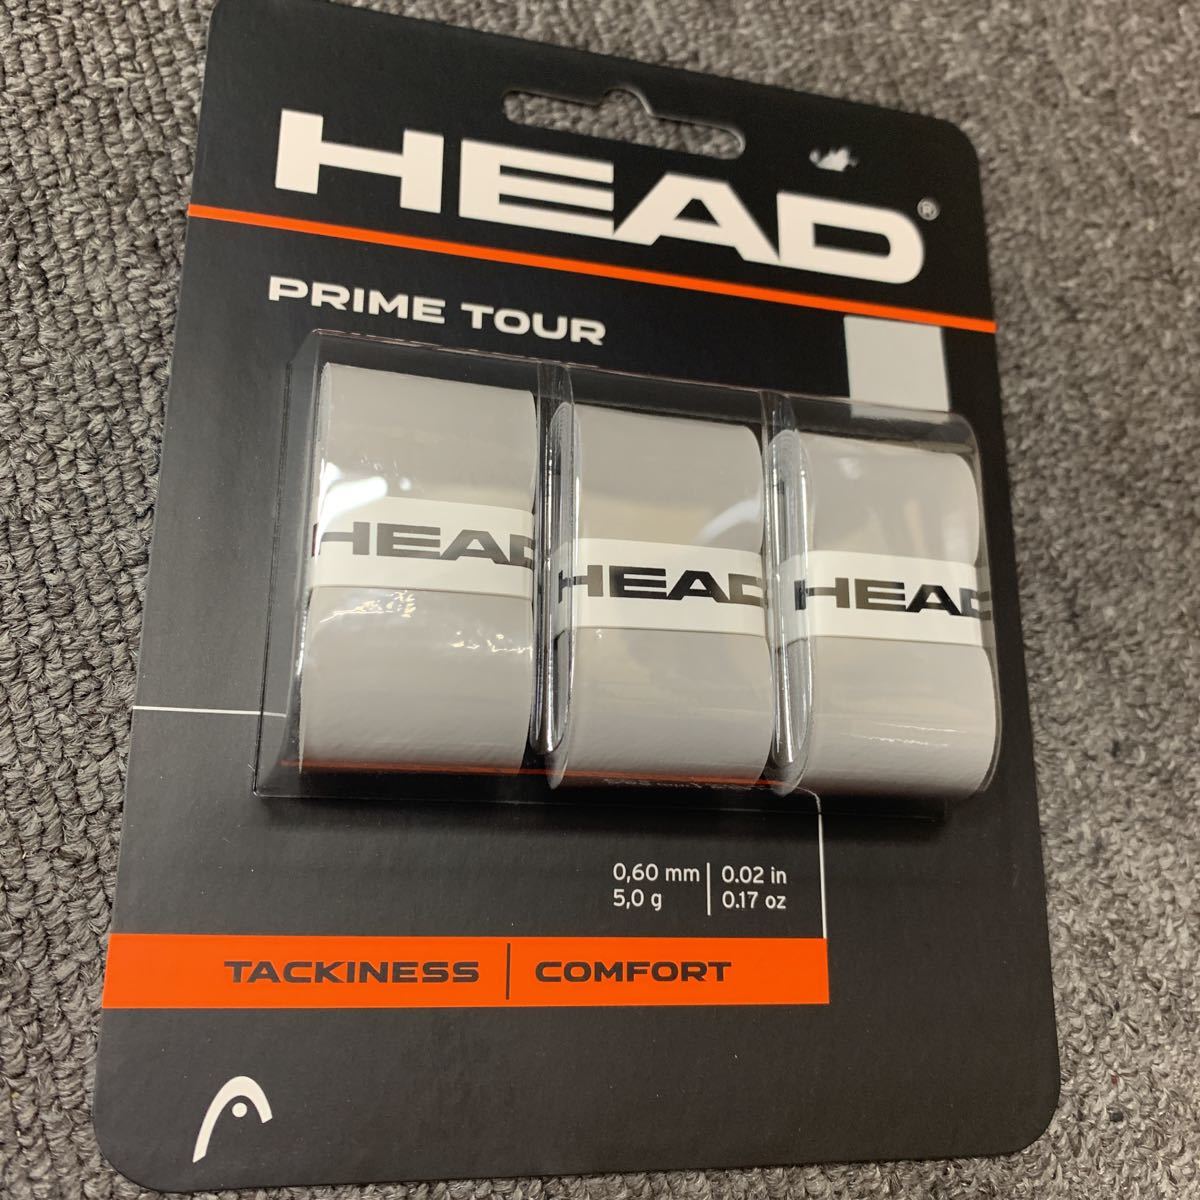 HEAD®
PRIME TOUR
HEAD
HEAD
HEAD
0,60 mm | 0.02 in
5,0 g | 0.17 oz
TACKINESS | COMFORT